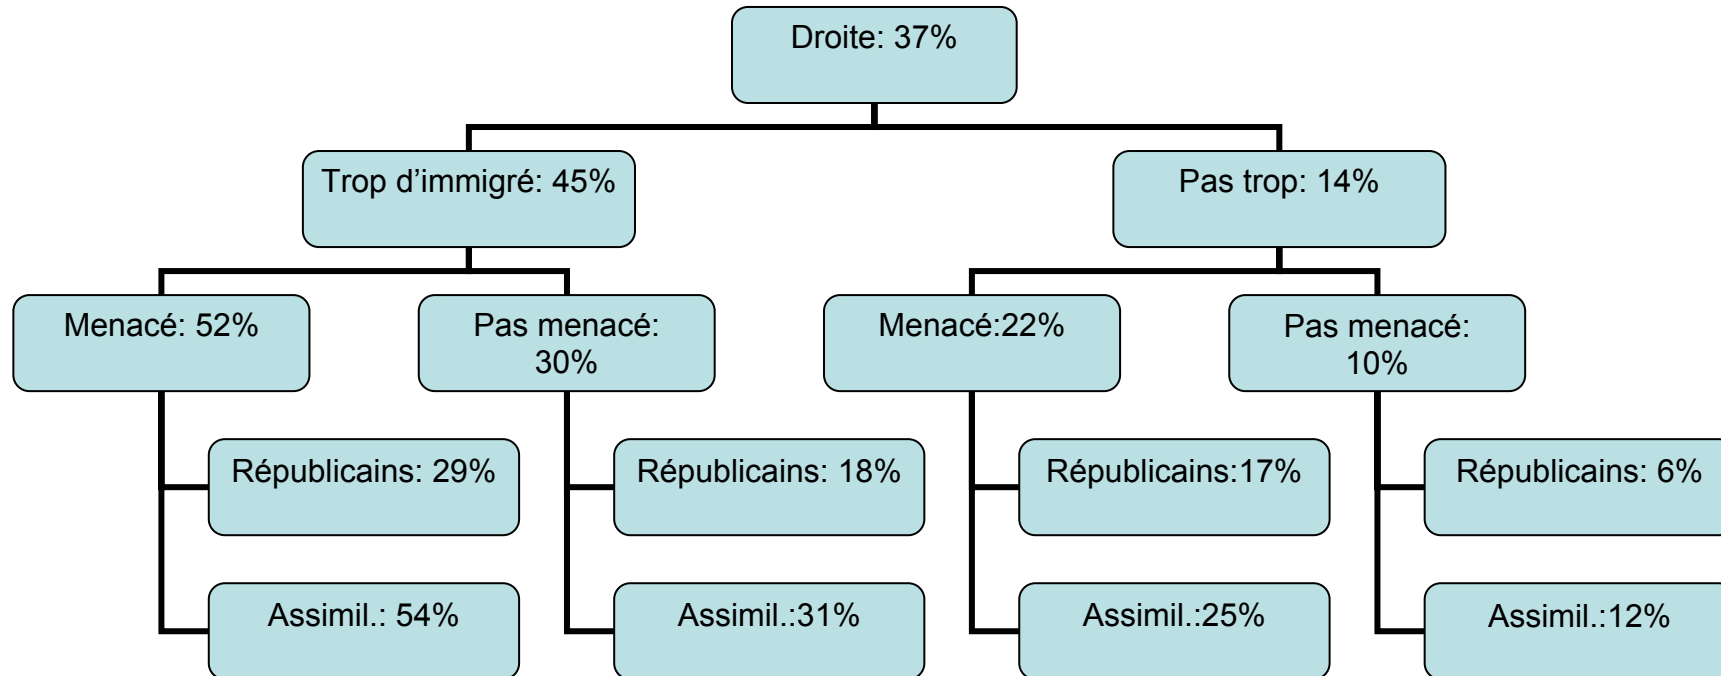 Droite: 37%
Trop d’immigré: 45%
Pas trop: 14%
Menacé: 52%
Pas menacé:
30%
Menacé:22%
Pas menacé:
10%
Républicains: 29%
Républicains: 18%
Républicains:17%
Républicains: 6%
Assimil.: 54%
Assimil.:31%
Assimil.:25%
Assimil.:12%